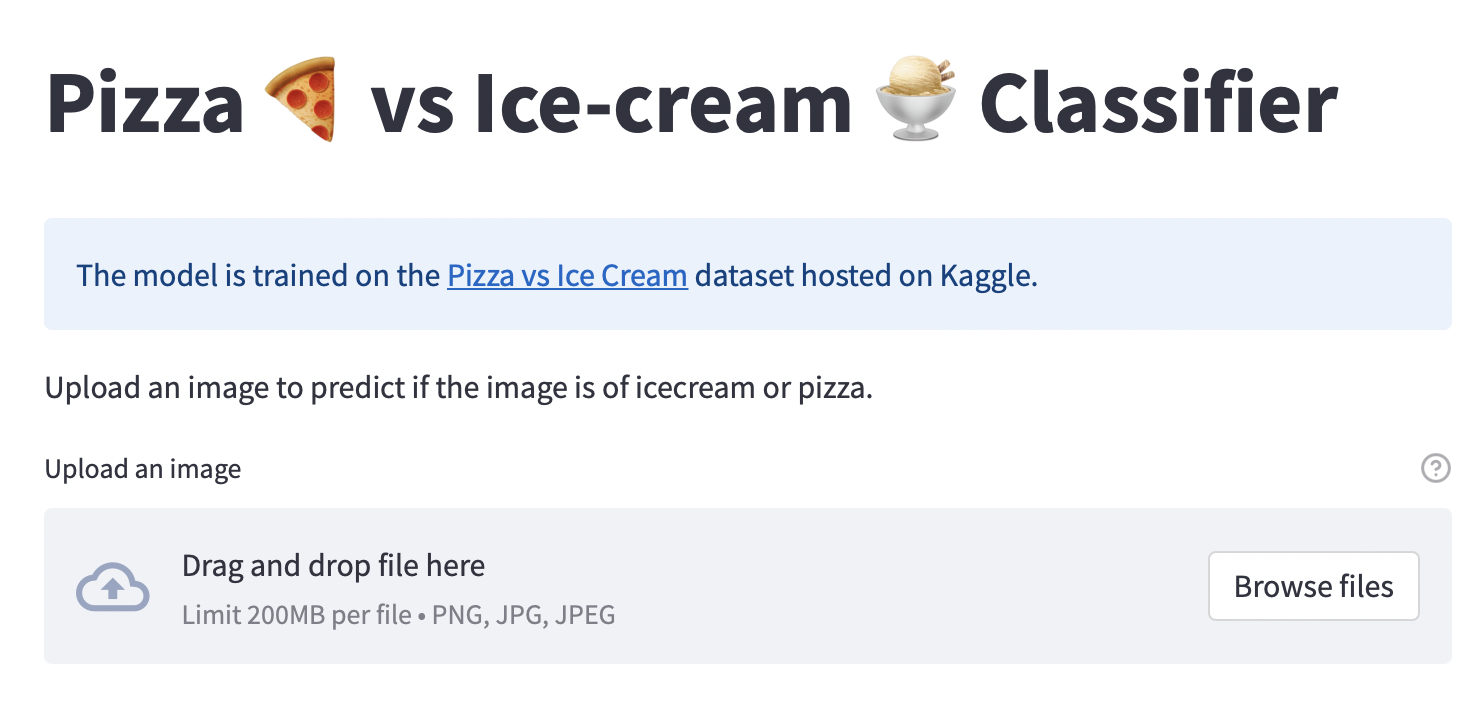 Pizza 🍕 vs Ice-cream 🍨 Classifier
The model is trained on the Pizza vs Ice Cream dataset hosted on Kaggle.
Upload an image to predict if the image is of icecream or pizza.
Upload an image
?
Drag and drop file here
Limit 200MB per file • PNG, JPG, JPEG
Browse files